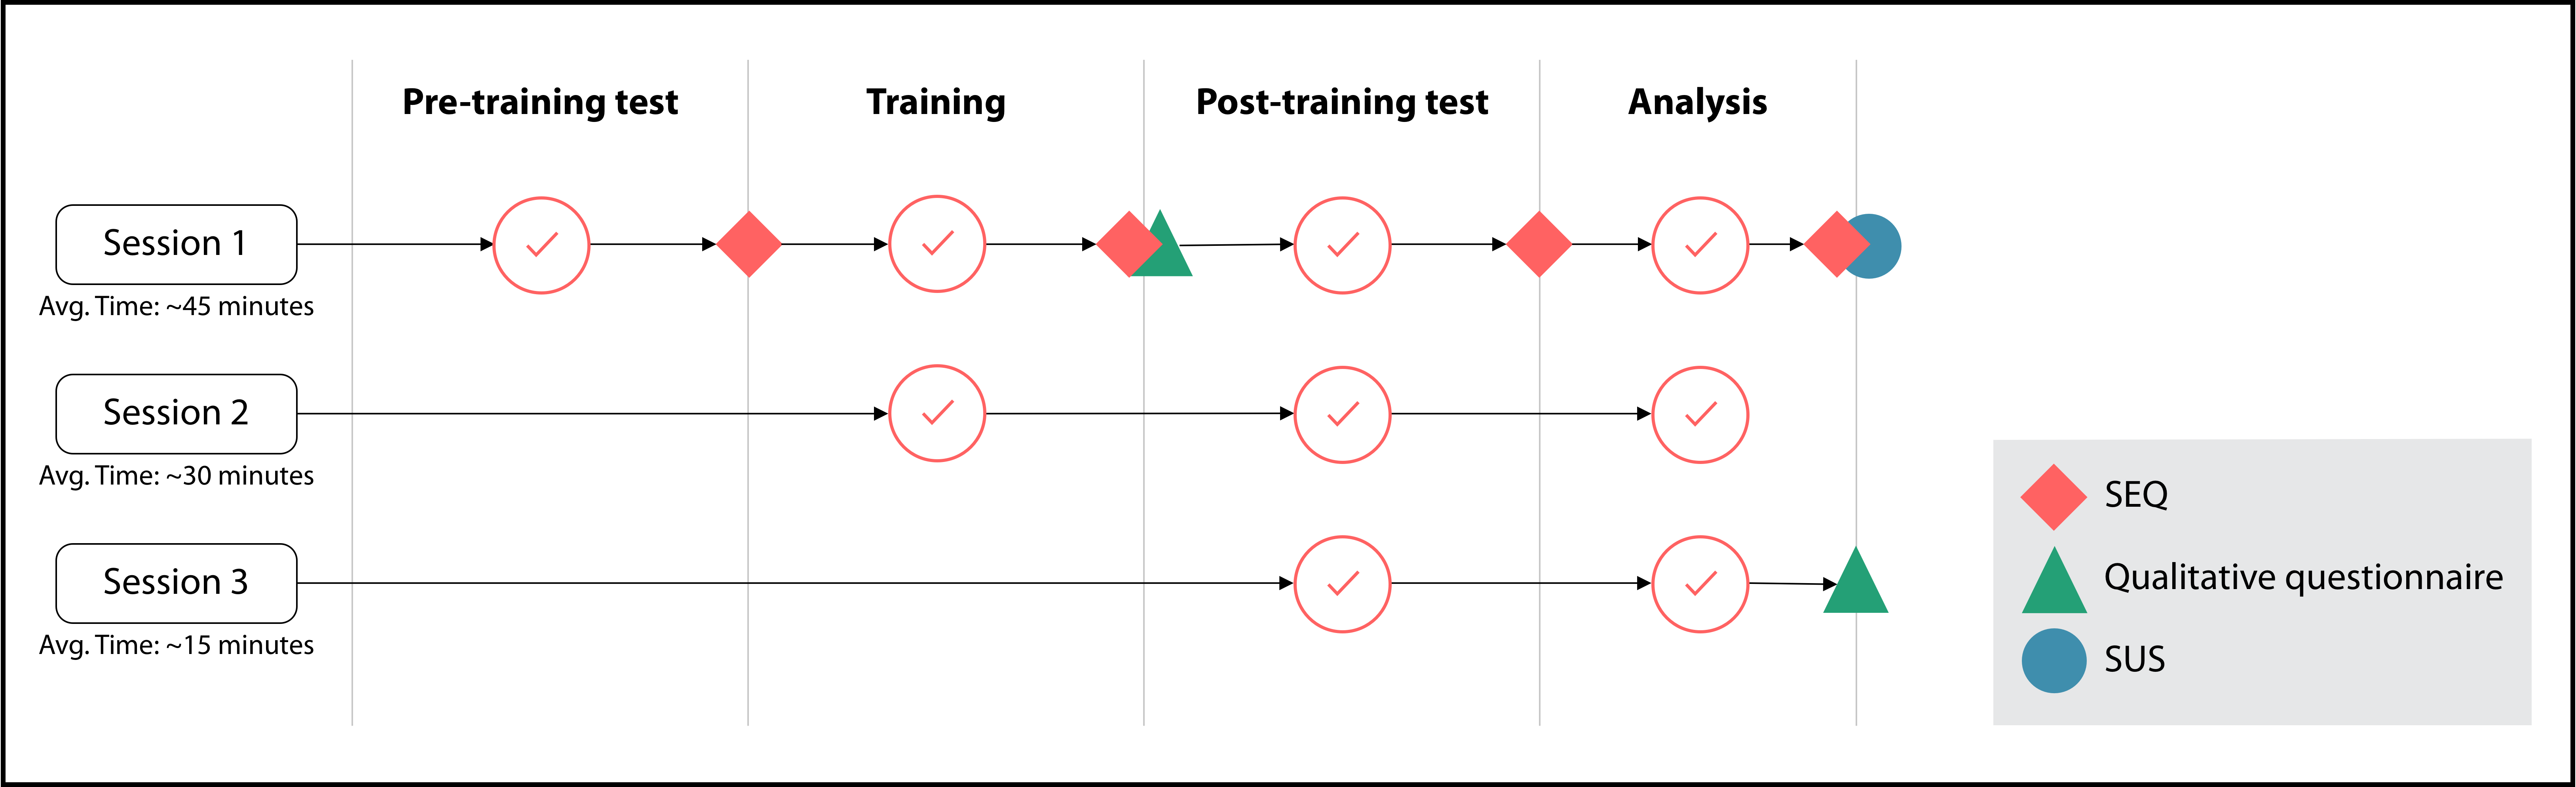 Pre-training test
Training
Post-training test
Analysis
Session 1
Avg. Time: ~45 minutes
Session 2
Avg. Time: ~30 minutes
Session 3
Avg. Time: ~15 minutes
SEQ
Qualitative questionnaire
SUS